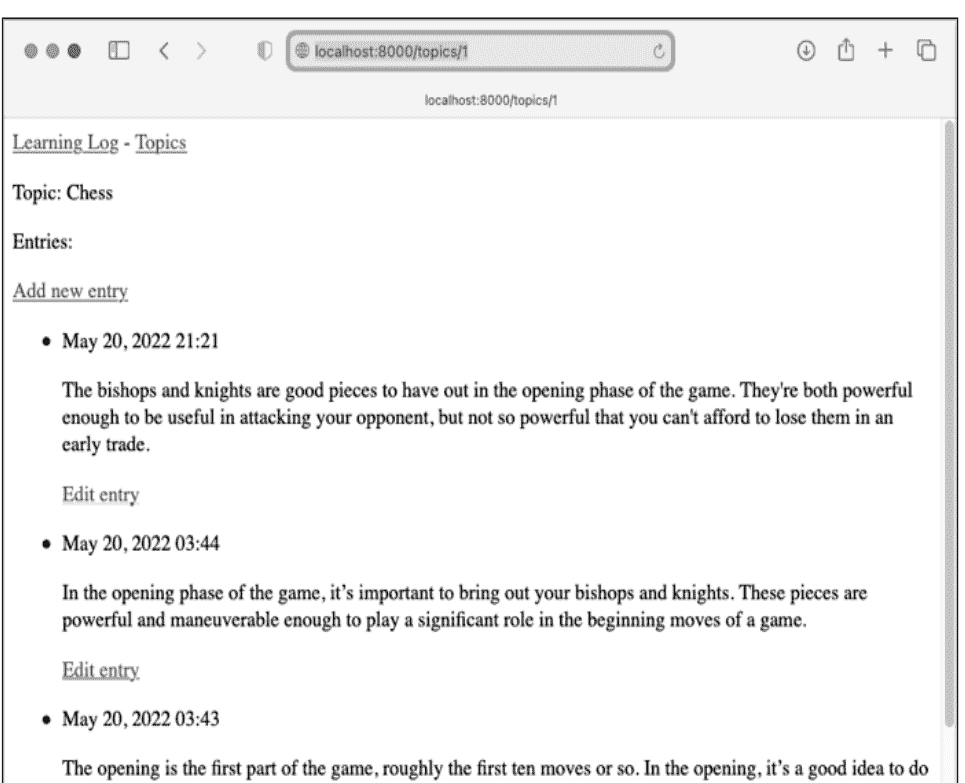 localhost:8000/topics/1
localhost:8000/topics/1
Learning Log - Topics
Topic: Chess
Entries:
Add new entry
• May 20, 2022 21:21
The bishops and knights are good pieces to have out in the opening phase of the game. They're both powerful
enough to be useful in attacking your opponent, but not so powerful that you can't afford to lose them in an
early trade.
Edit entry
• May 20, 2022 03:44
In the opening phase of the game, it’s important to bring out your bishops and knights. These pieces are
powerful and maneuverable enough to play a significant role in the beginning moves of a game.
Edit entry
• May 20, 2022 03:43
The opening is the first part of the game, roughly the first ten moves or so. In the opening, it’s a good idea to do